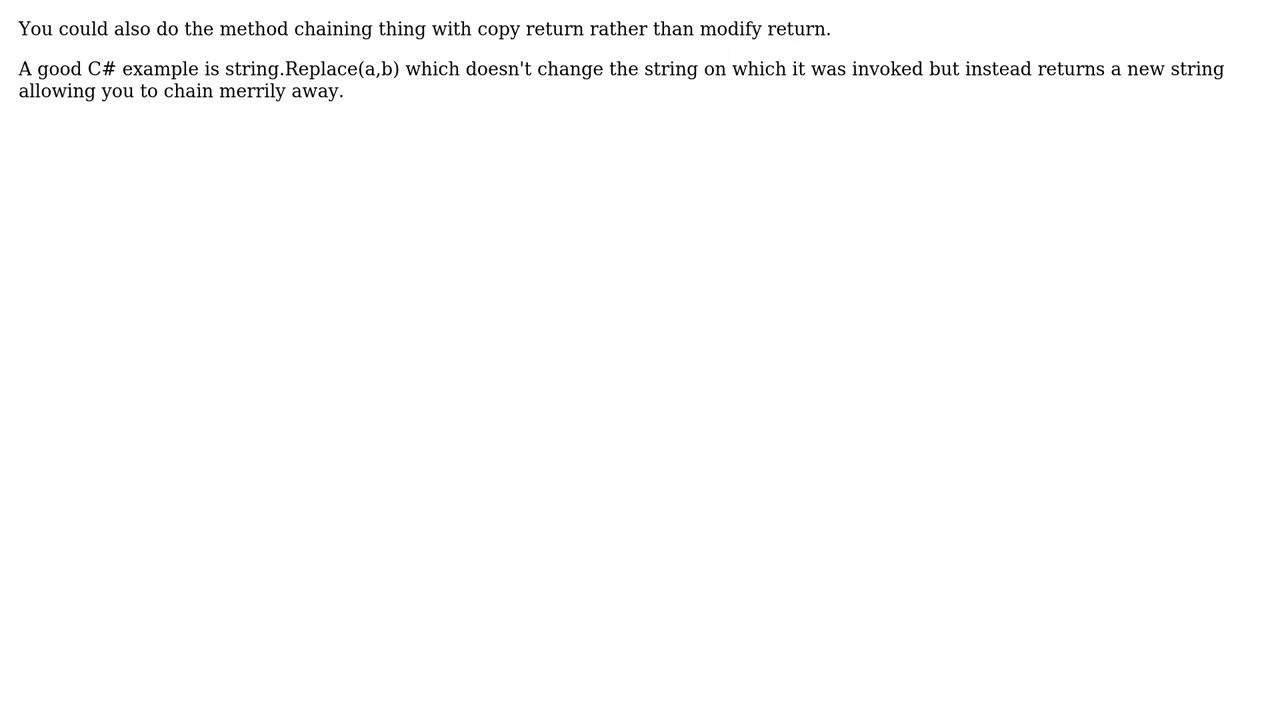 You could also do the method chaining thing with copy return rather than modify return.
A good C# example is string.Replace(a,b) which doesn't change the string on which it was invoked but instead returns a new string
allowing you to chain merrily away.